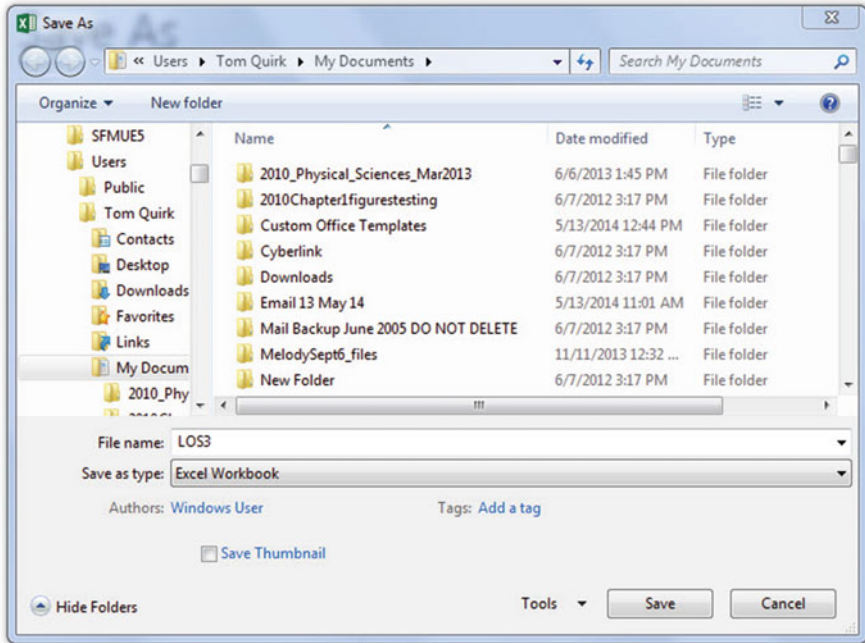 Save As
« Users ▸ Tom Quirk ▸ My Documents ▸ Search My Documents
Organize New folder
SFMUE5
Users
Public
Tom Quirk
Contacts
Desktop
Downloads
Favorites
Links
My Docum
2010_Phy
Name Date modified Type
2010_Physical_Sciences_Mar2013 6/6/2013 1:45 PM File folder
2010Chapter1figurestesting 6/7/2012 3:17 PM File folder
Custom Office Templates 5/13/2014 12:44 PM File folder
Cyberlink 6/7/2012 3:17 PM File folder
Downloads 6/7/2012 3:17 PM File folder
Email 13 May 14 5/13/2014 11:01 AM File folder
Mail Backup June 2005 DO NOT DELETE 6/7/2012 3:17 PM File folder
MelodySept6_files 11/11/2013 12:32 ... File folder
New Folder 6/7/2012 3:17 PM File folder
File name: LOS3
Save as type: Excel Workbook
Authors: Windows User Tags: Add a tag
Save Thumbnail
Hide Folders Tools Save Cancel